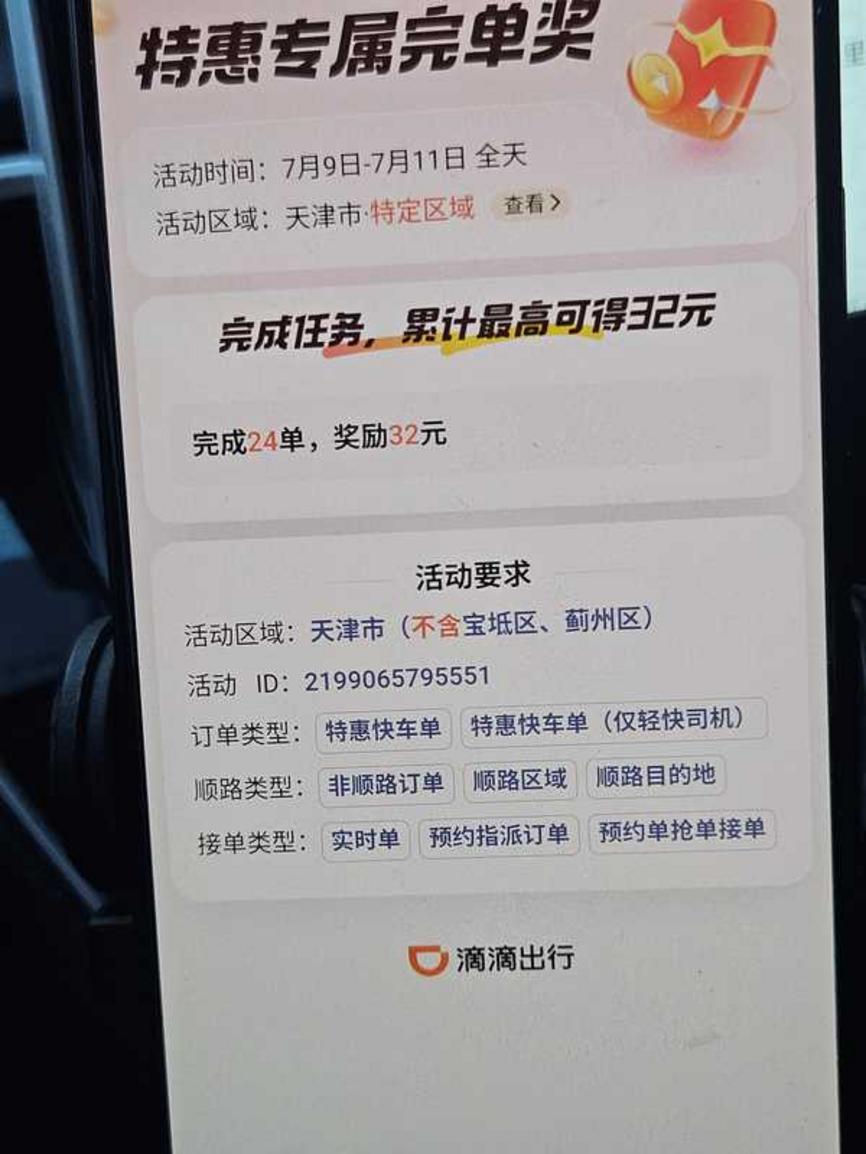 特惠专属完单奖
活动时间：7月9日-7月11日 全天
活动区域：天津市·特定区域 查看>
完成任务，累计最高可得32元
完成24单，奖励32元
活动要求
活动区域：天津市（不含宝坻区、蓟州区）
活动 ID：2199065795551
订单类型：特惠快车单 特惠快车单（仅轻快司机）
顺路类型：非顺路订单 顺路区域 顺路目的地
接单类型：实时单 预约指派订单 预约单抢单接单
滴滴出行